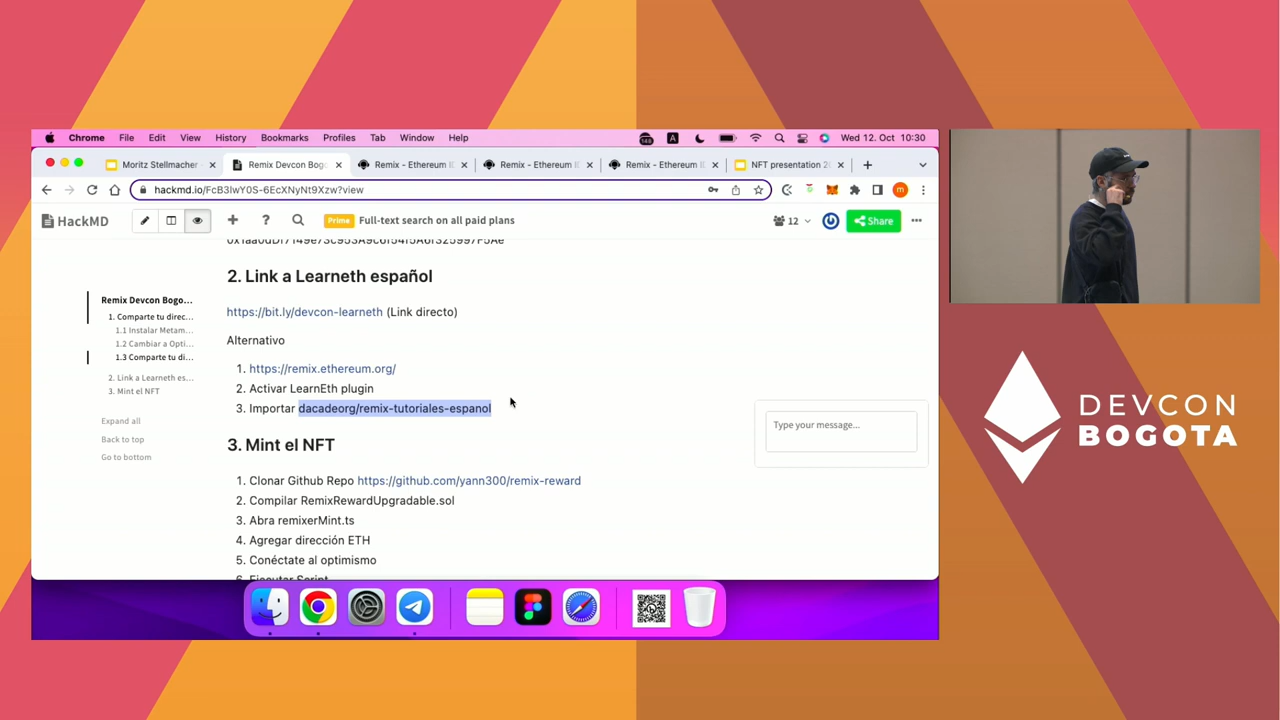 Chrome File Edit View History Bookmarks Profiles Tab Window Help
Wed 12. Oct 10:30
Moritz Stellmacher
Remix Devcon Bog
Remix - Ethereum
Remix - Ethereum
Remix - Ethereum
NFT presentation
hackmd.io/FcB3lwY0S-6EcXNyNt9Xzw?view
HackMD
Prime Full-text search on all paid plans
12
Share
2. Link a Learneth español
https://bit.ly/devcon-learneth (Link directo)
Alternativo
1. https://remix.ethereum.org/
2. Activar LearnEth plugin
3. Importar dacadeorg/remix-tutoriales-espanol
3. Mint el NFT
1. Clonar Github Repo https://github.com/yann300/remix-reward
2. Compilar RemixRewardUpgradable.sol
3. Abra remixerMint.ts
4. Agregar dirección ETH
5. Conéctate al optimismo
6. Ejecutar Script
Remix Devcon Bogo...
1. Comparte tu direc...
1.1 Instalar Metam...
1.2 Cambiar a Opti...
1.3 Comparte tu di...
2. Link a Learneth es...
3. Mint el NFT
Expand all
Back to top
Go to bottom
Type your message...
DEVCON
BOGOTA